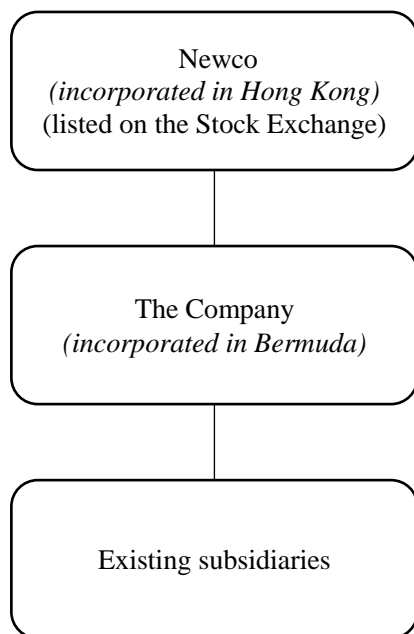 Newco
(incorporated in Hong Kong)
(listed on the Stock Exchange)
The Company
(incorporated in Bermuda)
Existing subsidiaries